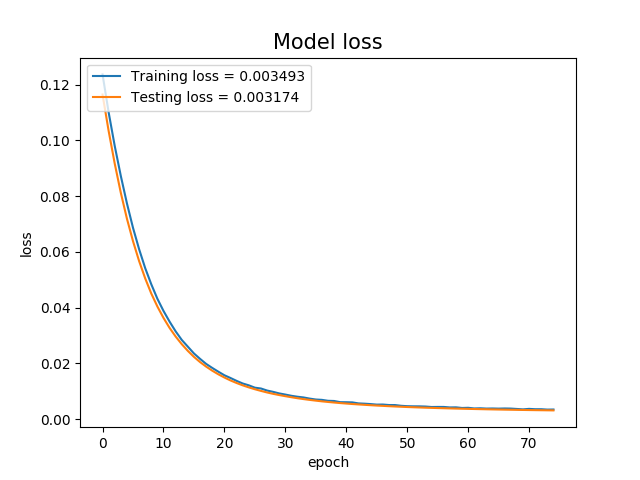 Model loss
Training loss = 0.003493
Testing loss = 0.003174
0.12
0.10
0.08
0.06
0.04
0.02
0.00
loss
0 10 20 30 40 50 60 70
epoch